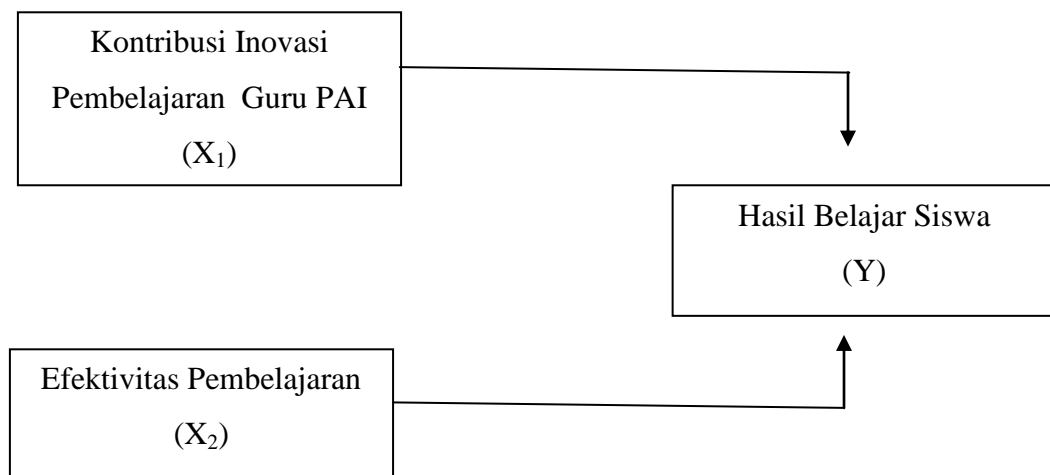 Kontribusi Inovasi
Pembelajaran Guru PAI
(X₁)
Hasil Belajar Siswa
(Y)
Efektivitas Pembelajaran
(X₂)